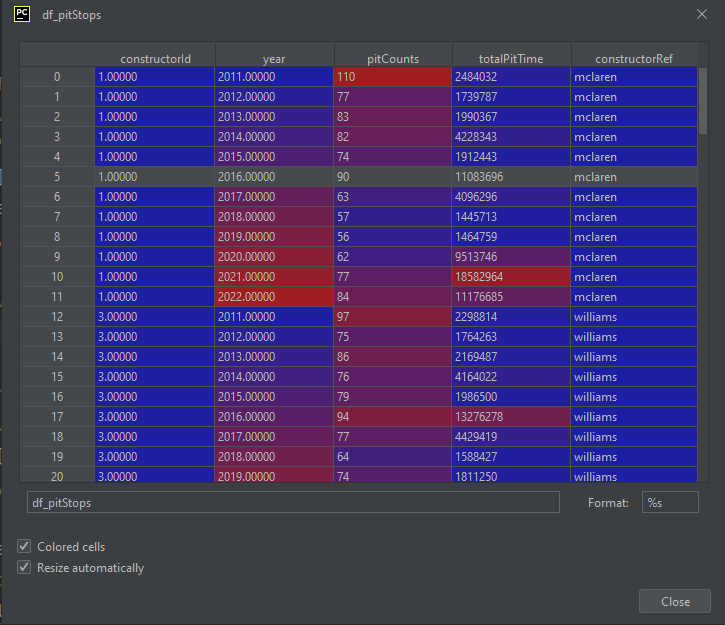 PC df_pitStops
constructorId year pitCounts totalPitTime constructorRef
0 1.00000 2011.00000 110 2484032 mclaren
1 1.00000 2012.00000 77 1739787 mclaren
2 1.00000 2013.00000 83 1990367 mclaren
3 1.00000 2014.00000 82 4228343 mclaren
4 1.00000 2015.00000 74 1912443 mclaren
5 1.00000 2016.00000 90 11083696 mclaren
6 1.00000 2017.00000 63 4096296 mclaren
7 1.00000 2018.00000 57 1445713 mclaren
8 1.00000 2019.00000 56 1464759 mclaren
9 1.00000 2020.00000 62 9513746 mclaren
10 1.00000 2021.00000 77 18582964 mclaren
11 1.00000 2022.00000 84 11176685 mclaren
12 3.00000 2011.00000 97 2298814 williams
13 3.00000 2012.00000 75 1764263 williams
14 3.00000 2013.00000 86 2169487 williams
15 3.00000 2014.00000 76 4164022 williams
16 3.00000 2015.00000 79 1986500 williams
17 3.00000 2016.00000 94 13276278 williams
18 3.00000 2017.00000 77 4429419 williams
19 3.00000 2018.00000 64 1588427 williams
20 3.00000 2019.00000 74 1811250 williams
df_pitStops Format: %s
Colored cells
Resize automatically
Close